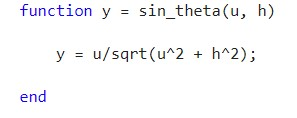 function y = sin_theta(u, h)
y = u/sqrt(u^2 + h^2);
end